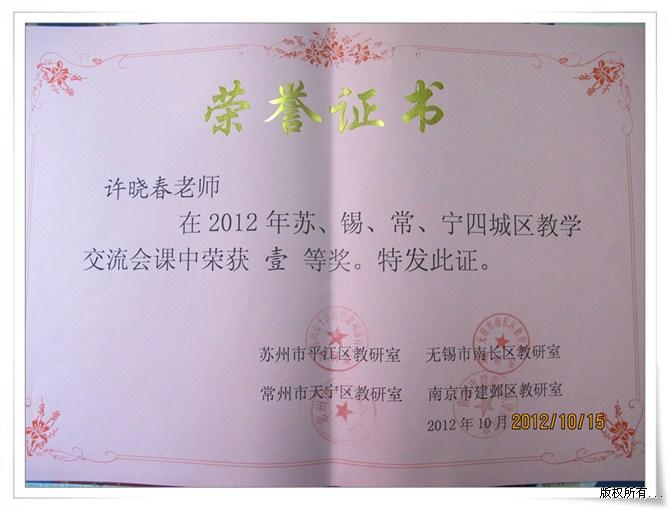 荣誉证书
许晓春老师
在2012年苏、锡、常、宁四城区教学
交流会课中荣获 壹 等奖。特发此证。
苏州市平江区教研室 无锡市南长区教研室
常州市天宁区教研室 南京市建邺区教研室
2012年10月 2012/10/15
版权所有...